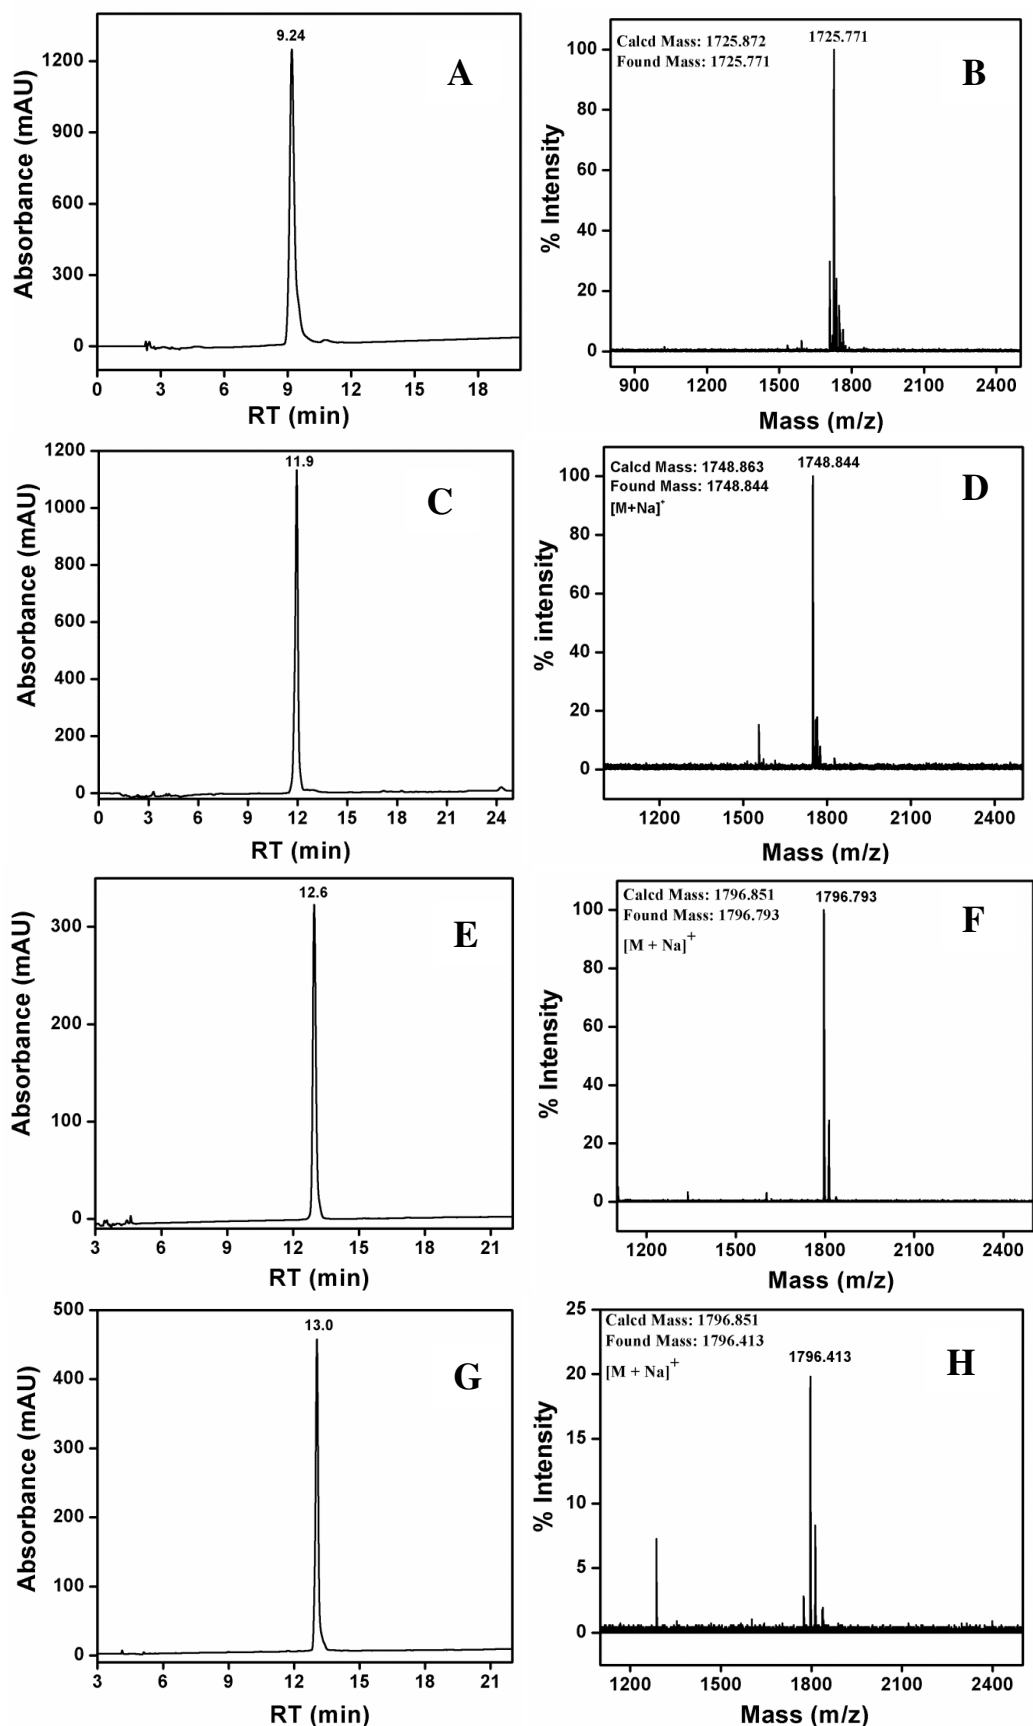 9.24
A
1200
900
600
300
0
Absorbance (mAU)
0 3 6 9 12 15 18
RT (min)
Calcd Mass: 1725.872
Found Mass: 1725.771
1725.771
B
100
80
60
40
20
0
% Intensity
900 1200 1500 1800 2100 2400
Mass (m/z)
11.9
C
1200
1000
800
600
400
200
0
Absorbance (mAU)
0 3 6 9 12 15 18 21 24
RT (min)
Calcd Mass: 1748.863
Found Mass: 1748.844
[M+Na]⁺
1748.844
D
100
80
60
40
20
0
% intensity
1200 1500 1800 2100 2400
Mass (m/z)
12.6
E
300
200
100
0
Absorbance (mAU)
3 6 9 12 15 18 21
RT (min)
Calcd Mass: 1796.851
Found Mass: 1796.793
[M + Na]⁺
1796.793
F
100
80
60
40
20
0
% Intensity
1200 1500 1800 2100 2400
Mass (m/z)
13.0
G
500
400
300
200
100
0
Absorbance (mAU)
3 6 9 12 15 18 21
RT (min)
Calcd Mass: 1796.851
Found Mass: 1796.413
[M + Na]⁺
1796.413
H
25
20
15
10
5
0
% Intensity
1200 1500 1800 2100 2400
Mass (m/z)